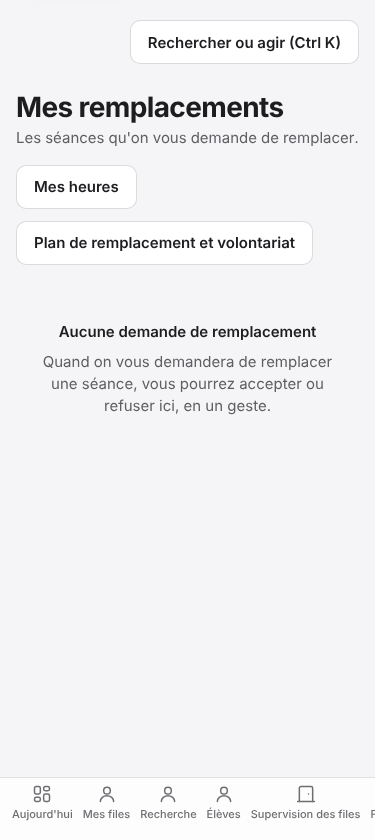 Rechercher ou agir (Ctrl K)
Mes remplacements
Les séances qu'on vous demande de remplacer.
Mes heures
Plan de remplacement et volontariat
Aucune demande de remplacement
Quand on vous demandera de remplacer
une séance, vous pourrez accepter ou
refuser ici, en un geste.
Aujourd'hui
Mes files
Recherche
Élèves
Supervision des files